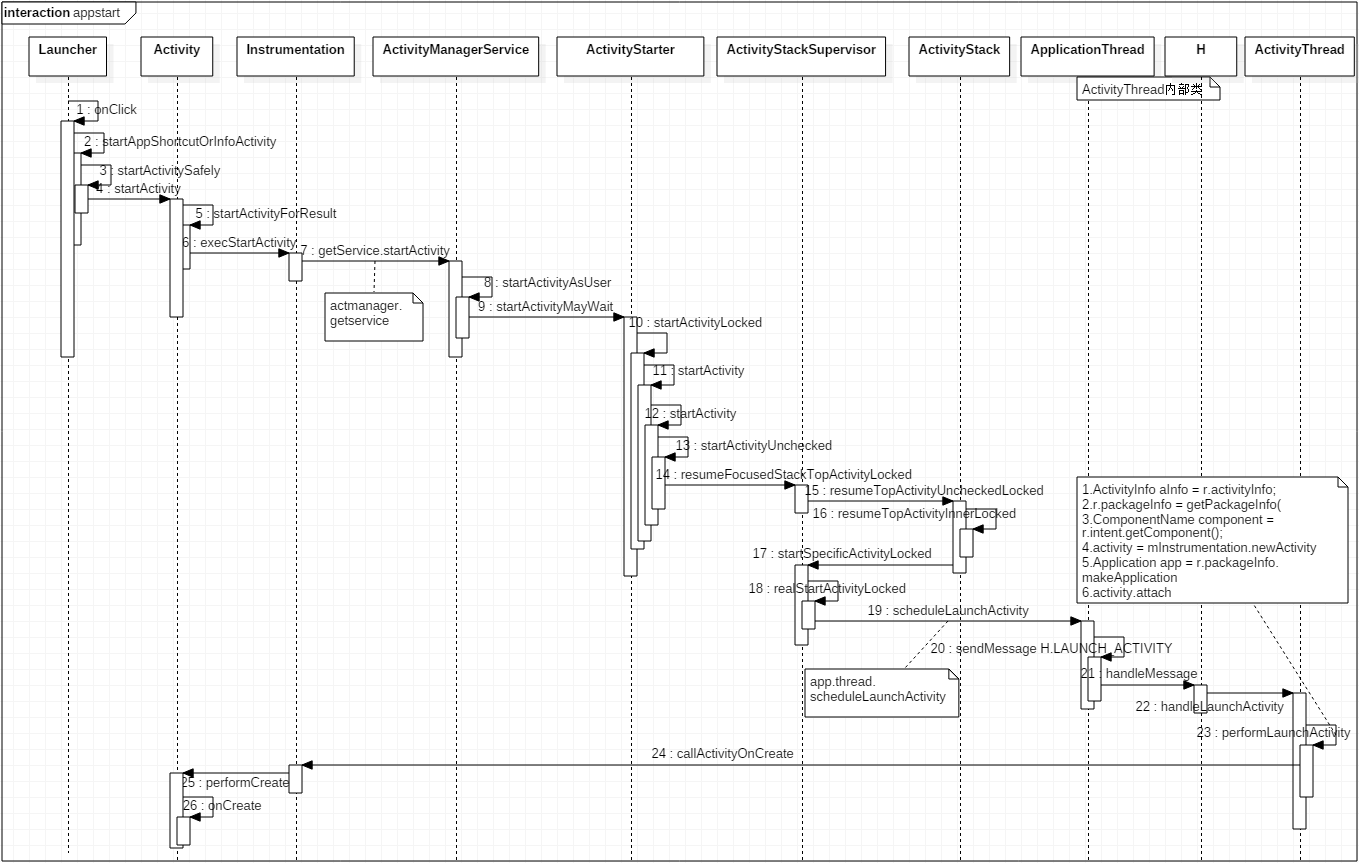 interaction appstart
Launcher
Activity
Instrumentation
ActivityManagerService
ActivityStarter
ActivityStackSupervisor
ActivityStack
ApplicationThread
H
ActivityThread
ActivityThread内部类
1 : onClick
2 : startAppShortcutOrInfoActivity
3 : startActivitySafely
4 : startActivity
5 : startActivityForResult
6 : execStartActivity
7 : getService.startActivity
actmanager.
getservice
8 : startActivityAsUser
9 : startActivityMayWait
10 : startActivityLocked
11 : startActivity
12 : startActivity
13 : startActivityUnchecked
14 : resumeFocusedStackTopActivityLocked
15 : resumeTopActivityUncheckedLocked
16 : resumeTopActivityInnerLocked
1.ActivityInfo aInfo = r.activityInfo;
2.r.packageInfo = getPackageInfo(
3.ComponentName component =
r.intent.getComponent();
4.activity = mInstrumentation.newActivity
5.Application app = r.packageInfo.
makeApplication
6.activity.attach
17 : startSpecificActivityLocked
18 : realStartActivityLocked
19 : scheduleLaunchActivity
app.thread.
scheduleLaunchActivity
20 : sendMessage H.LAUNCH_ACTIVITY
21 : handleMessage
22 : handleLaunchActivity
23 : performLaunchActivity
24 : callActivityOnCreate
25 : performCreate
26 : onCreate